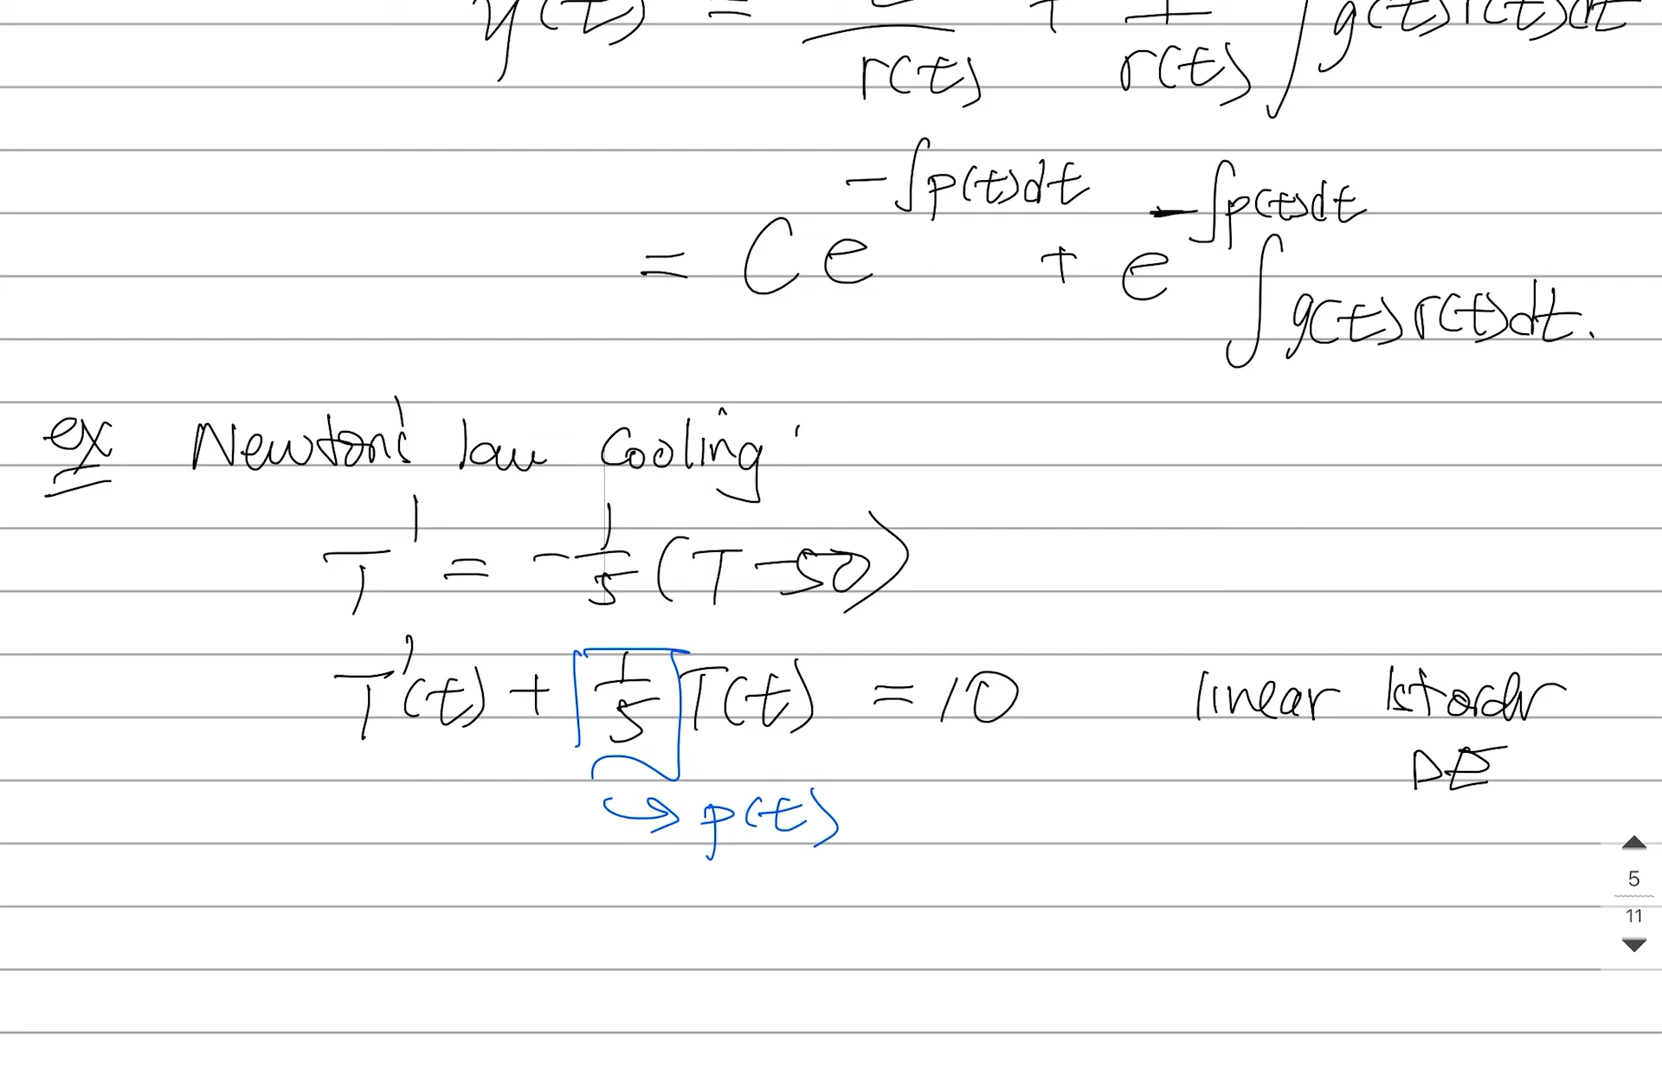 y(t) = C/r(t) + 1/r(t) ∫g(t)r(t)dt
= C e^{-∫p(t)dt} + e^{-∫p(t)dt} ∫g(t)r(t)dt.
ex Newton's law cooling:
T' = -1/5 (T-50)
T'(t) + 1/5 T(t) = 10 linear 1st order
DE
→ p(t)
5
11